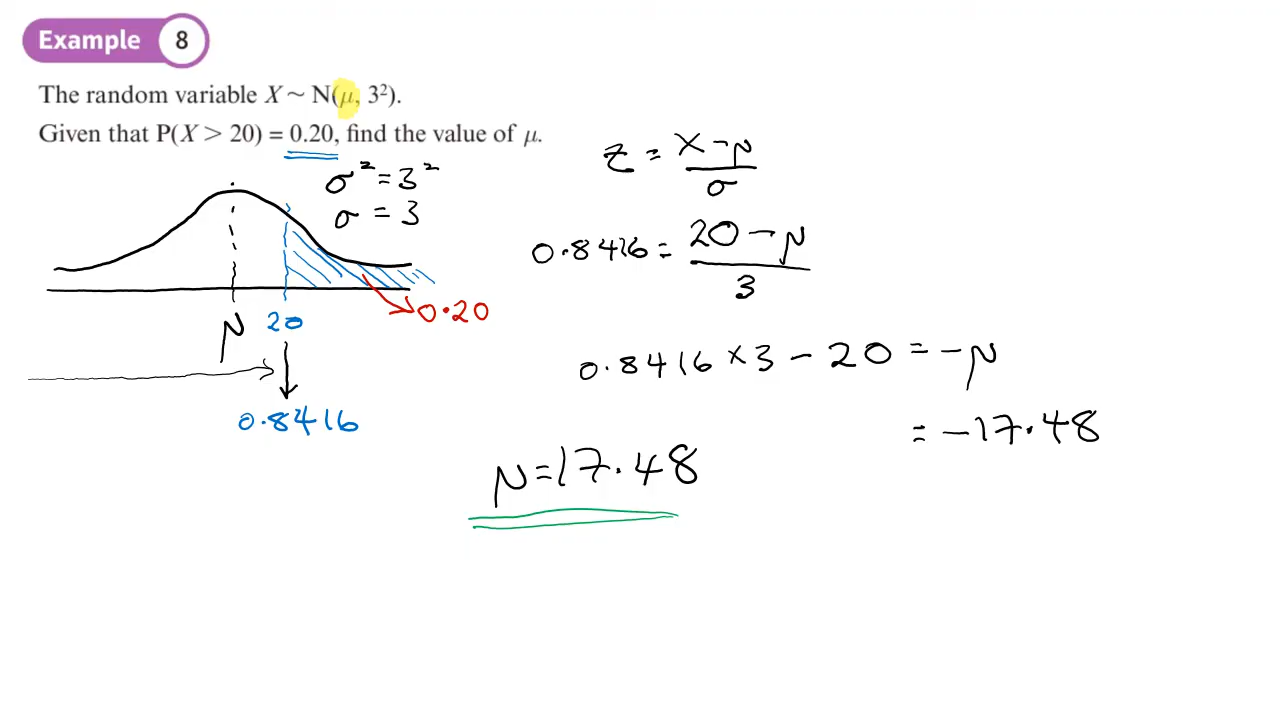 Example 8
The random variable X ~ N(μ, 3²).
Given that P(X > 20) = 0.20, find the value of μ.
σ² = 3²
σ = 3
μ 20
0.20
0.8416
z = X - μ / σ
0.8416 = 20 - μ / 3
0.8416 × 3 - 20 = -μ
= -17.48
μ = 17.48